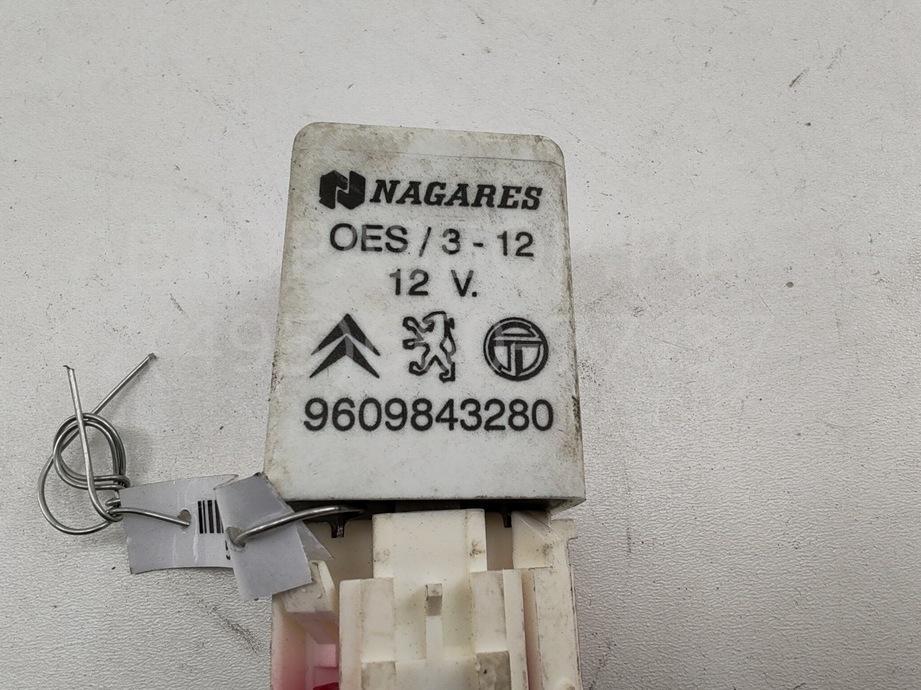 NAGARES
OES / 3 - 12
12 V.
9609843280